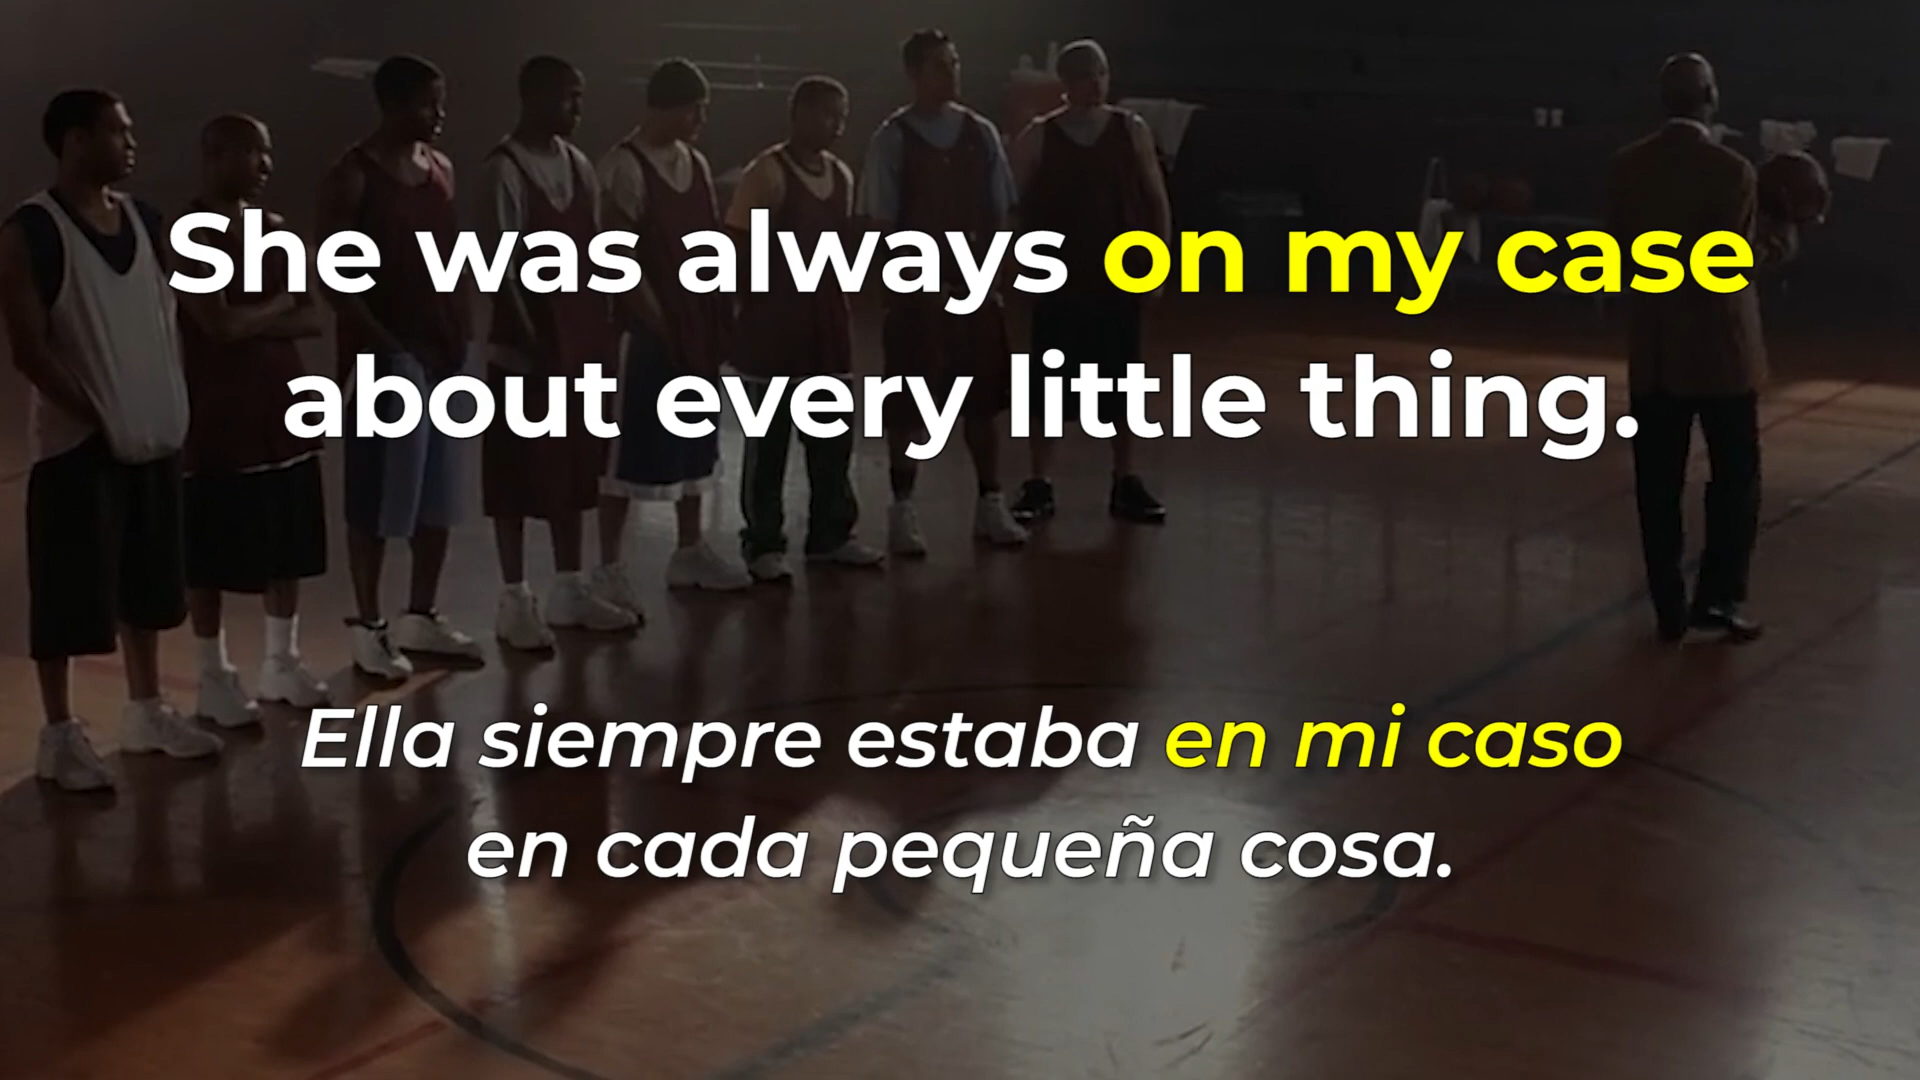 She was always on my case
about every little thing.
Ella siempre estaba en mi caso
en cada pequeña cosa.